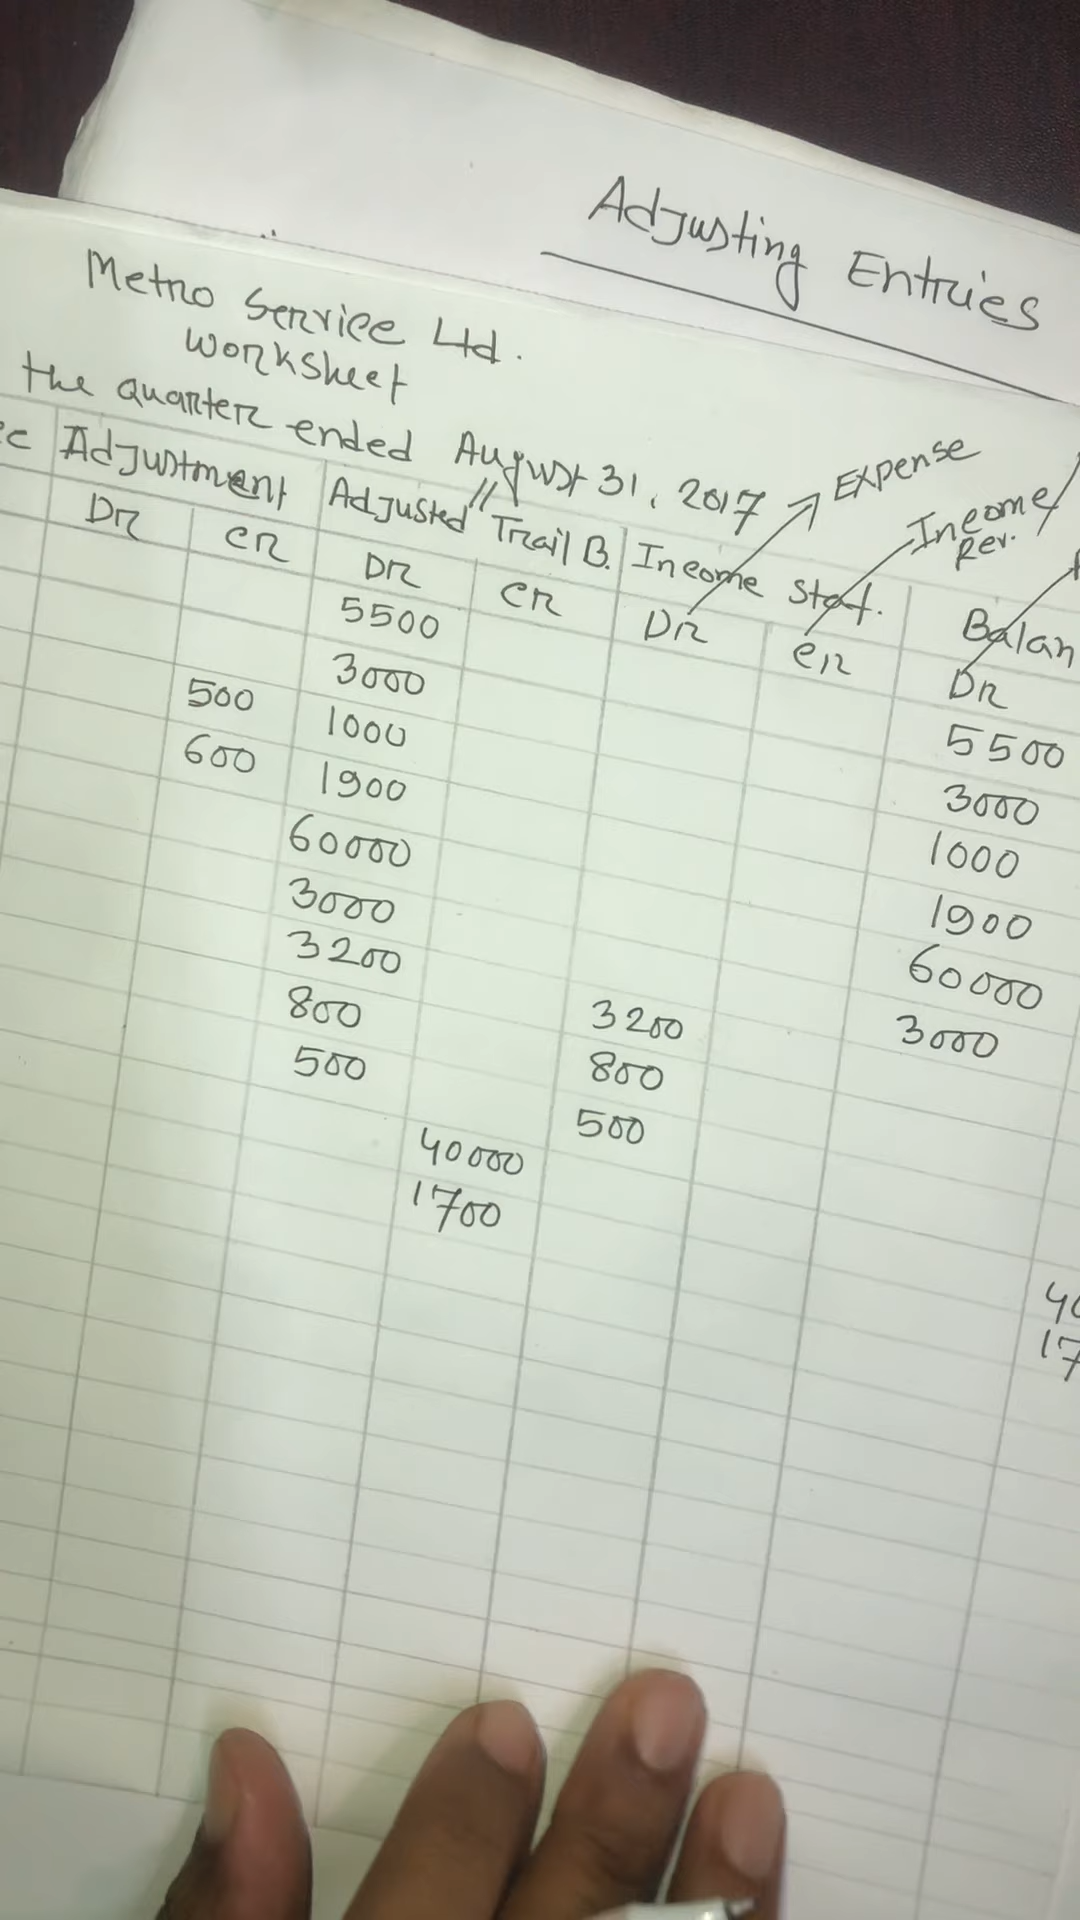 Adjusting Entries
Metro Service Ltd.
Worksheet
the quarter ended August 31, 2017
Expense
Income
Rev.
Adjustment Adjusted Trail B. Income Stat. Balan
DR CR DR CR DR CR DR
5500 5500
3000 3000
500 1000 1000
600 1900 1900
60000 60000
3000 3000
3200 3200
800 800
500 500
40000 40
1700 17